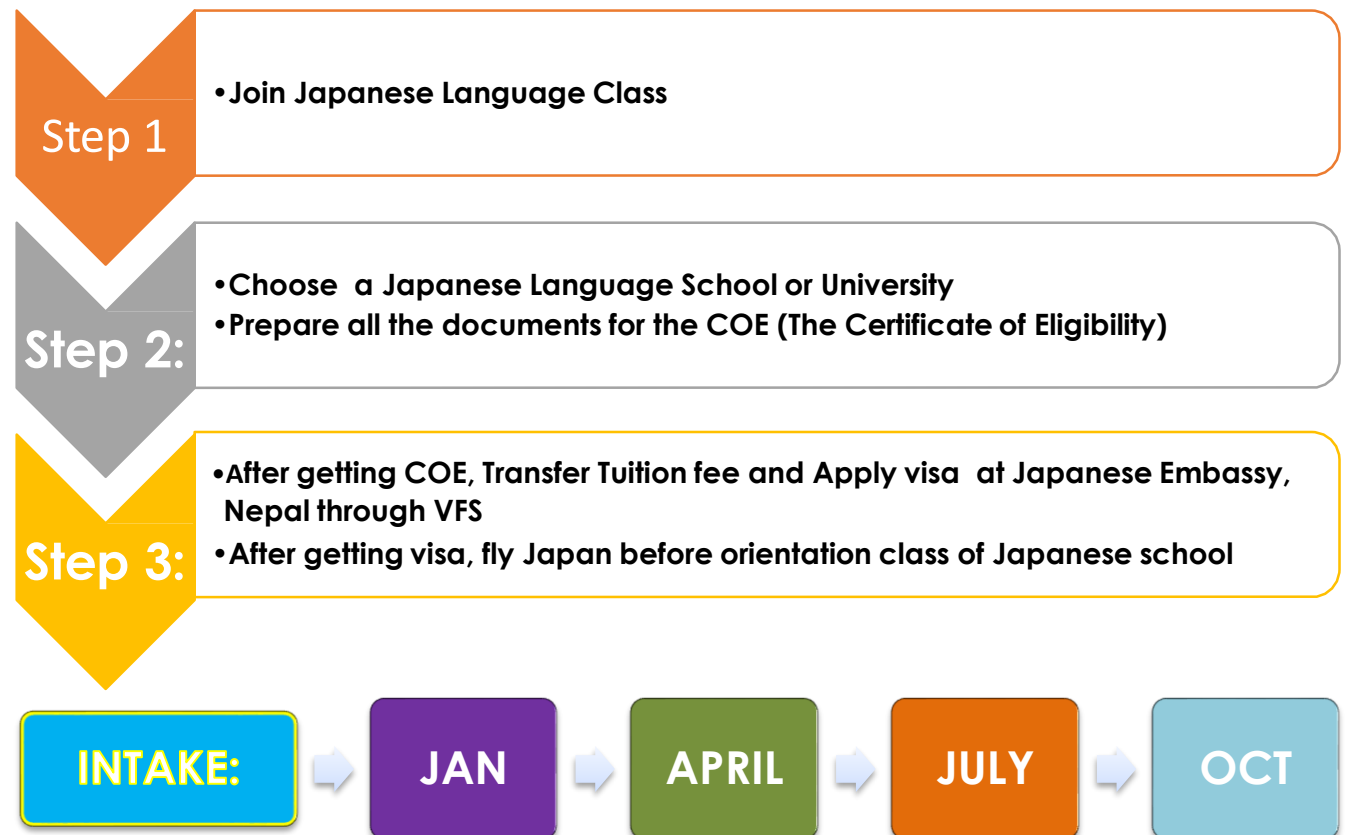 Step 1
•Join Japanese Language Class
Step 2:
•Choose a Japanese Language School or University
•Prepare all the documents for the COE (The Certificate of Eligibility)
Step 3:
•After getting COE, Transfer Tuition fee and Apply visa at Japanese Embassy,
Nepal through VFS
•After getting visa, fly Japan before orientation class of Japanese school
INTAKE: JAN APRIL JULY OCT